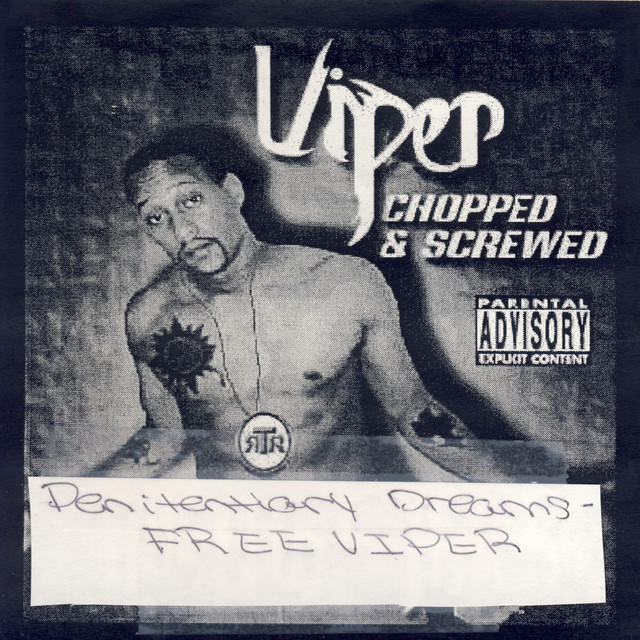 Viper
CHOPPED
& SCREWED
PARENTAL
ADVISORY
EXPLICIT CONTENT
RTR
Penitentiary Dreams-
FREE VIPER